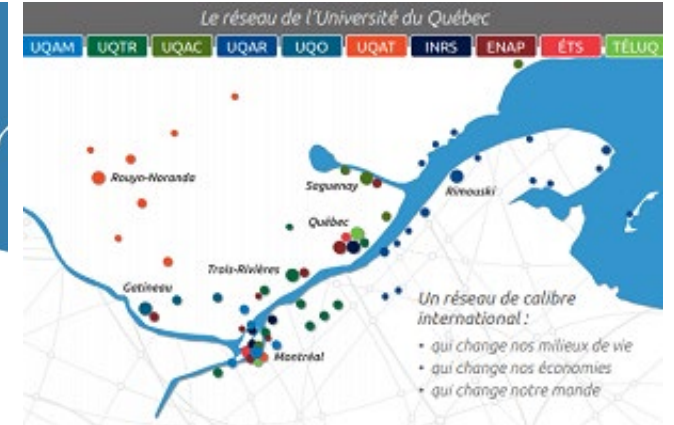 Le réseau de l'Université du Québec
UQAM UQTR UQAC UQAR UQO UQAT INRS ENAP ÉTS TÉLUQ
Rouyn-Noranda
Saguenay
Rimouski
Québec
Trois-Rivières
Gatineau
Montréal
Un réseau de calibre
international :
• qui change nos milieux de vie
• qui change nos économies
• qui change notre monde